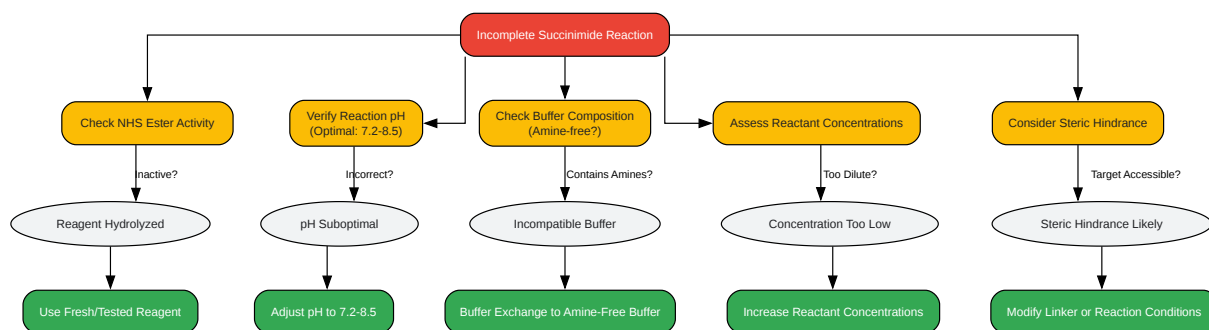 Incomplete Succinimide Reaction
Check NHS Ester Activity
Verify Reaction pH
(Optimal: 7.2-8.5)
Check Buffer Composition
(Amine-free?)
Assess Reactant Concentrations
Consider Steric Hindrance
Inactive?
Incorrect?
Contains Amines?
Too Dilute?
Target Accessible?
Reagent Hydrolyzed
pH Suboptimal
Incompatible Buffer
Concentration Too Low
Steric Hindrance Likely
Use Fresh/Tested Reagent
Adjust pH to 7.2-8.5
Buffer Exchange to Amine-Free Buffer
Increase Reactant Concentrations
Modify Linker or Reaction Conditions